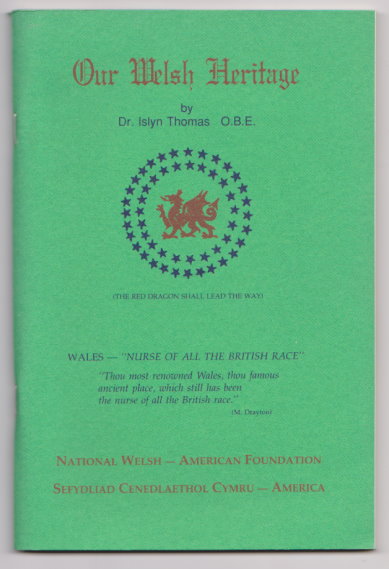 Our Welsh Heritage
by
Dr. Islyn Thomas O.B.E.
(THE RED DRAGON SHALL LEAD THE WAY)
WALES — "NURSE OF ALL THE BRITISH RACE"
"Thou most renowned Wales, thou famous
ancient place, which still has been
the nurse of all the British race."
(M. Drayton)
NATIONAL WELSH — AMERICAN FOUNDATION
SEFYDLIAD CENEDLAETHOL CYMRU — AMERICA